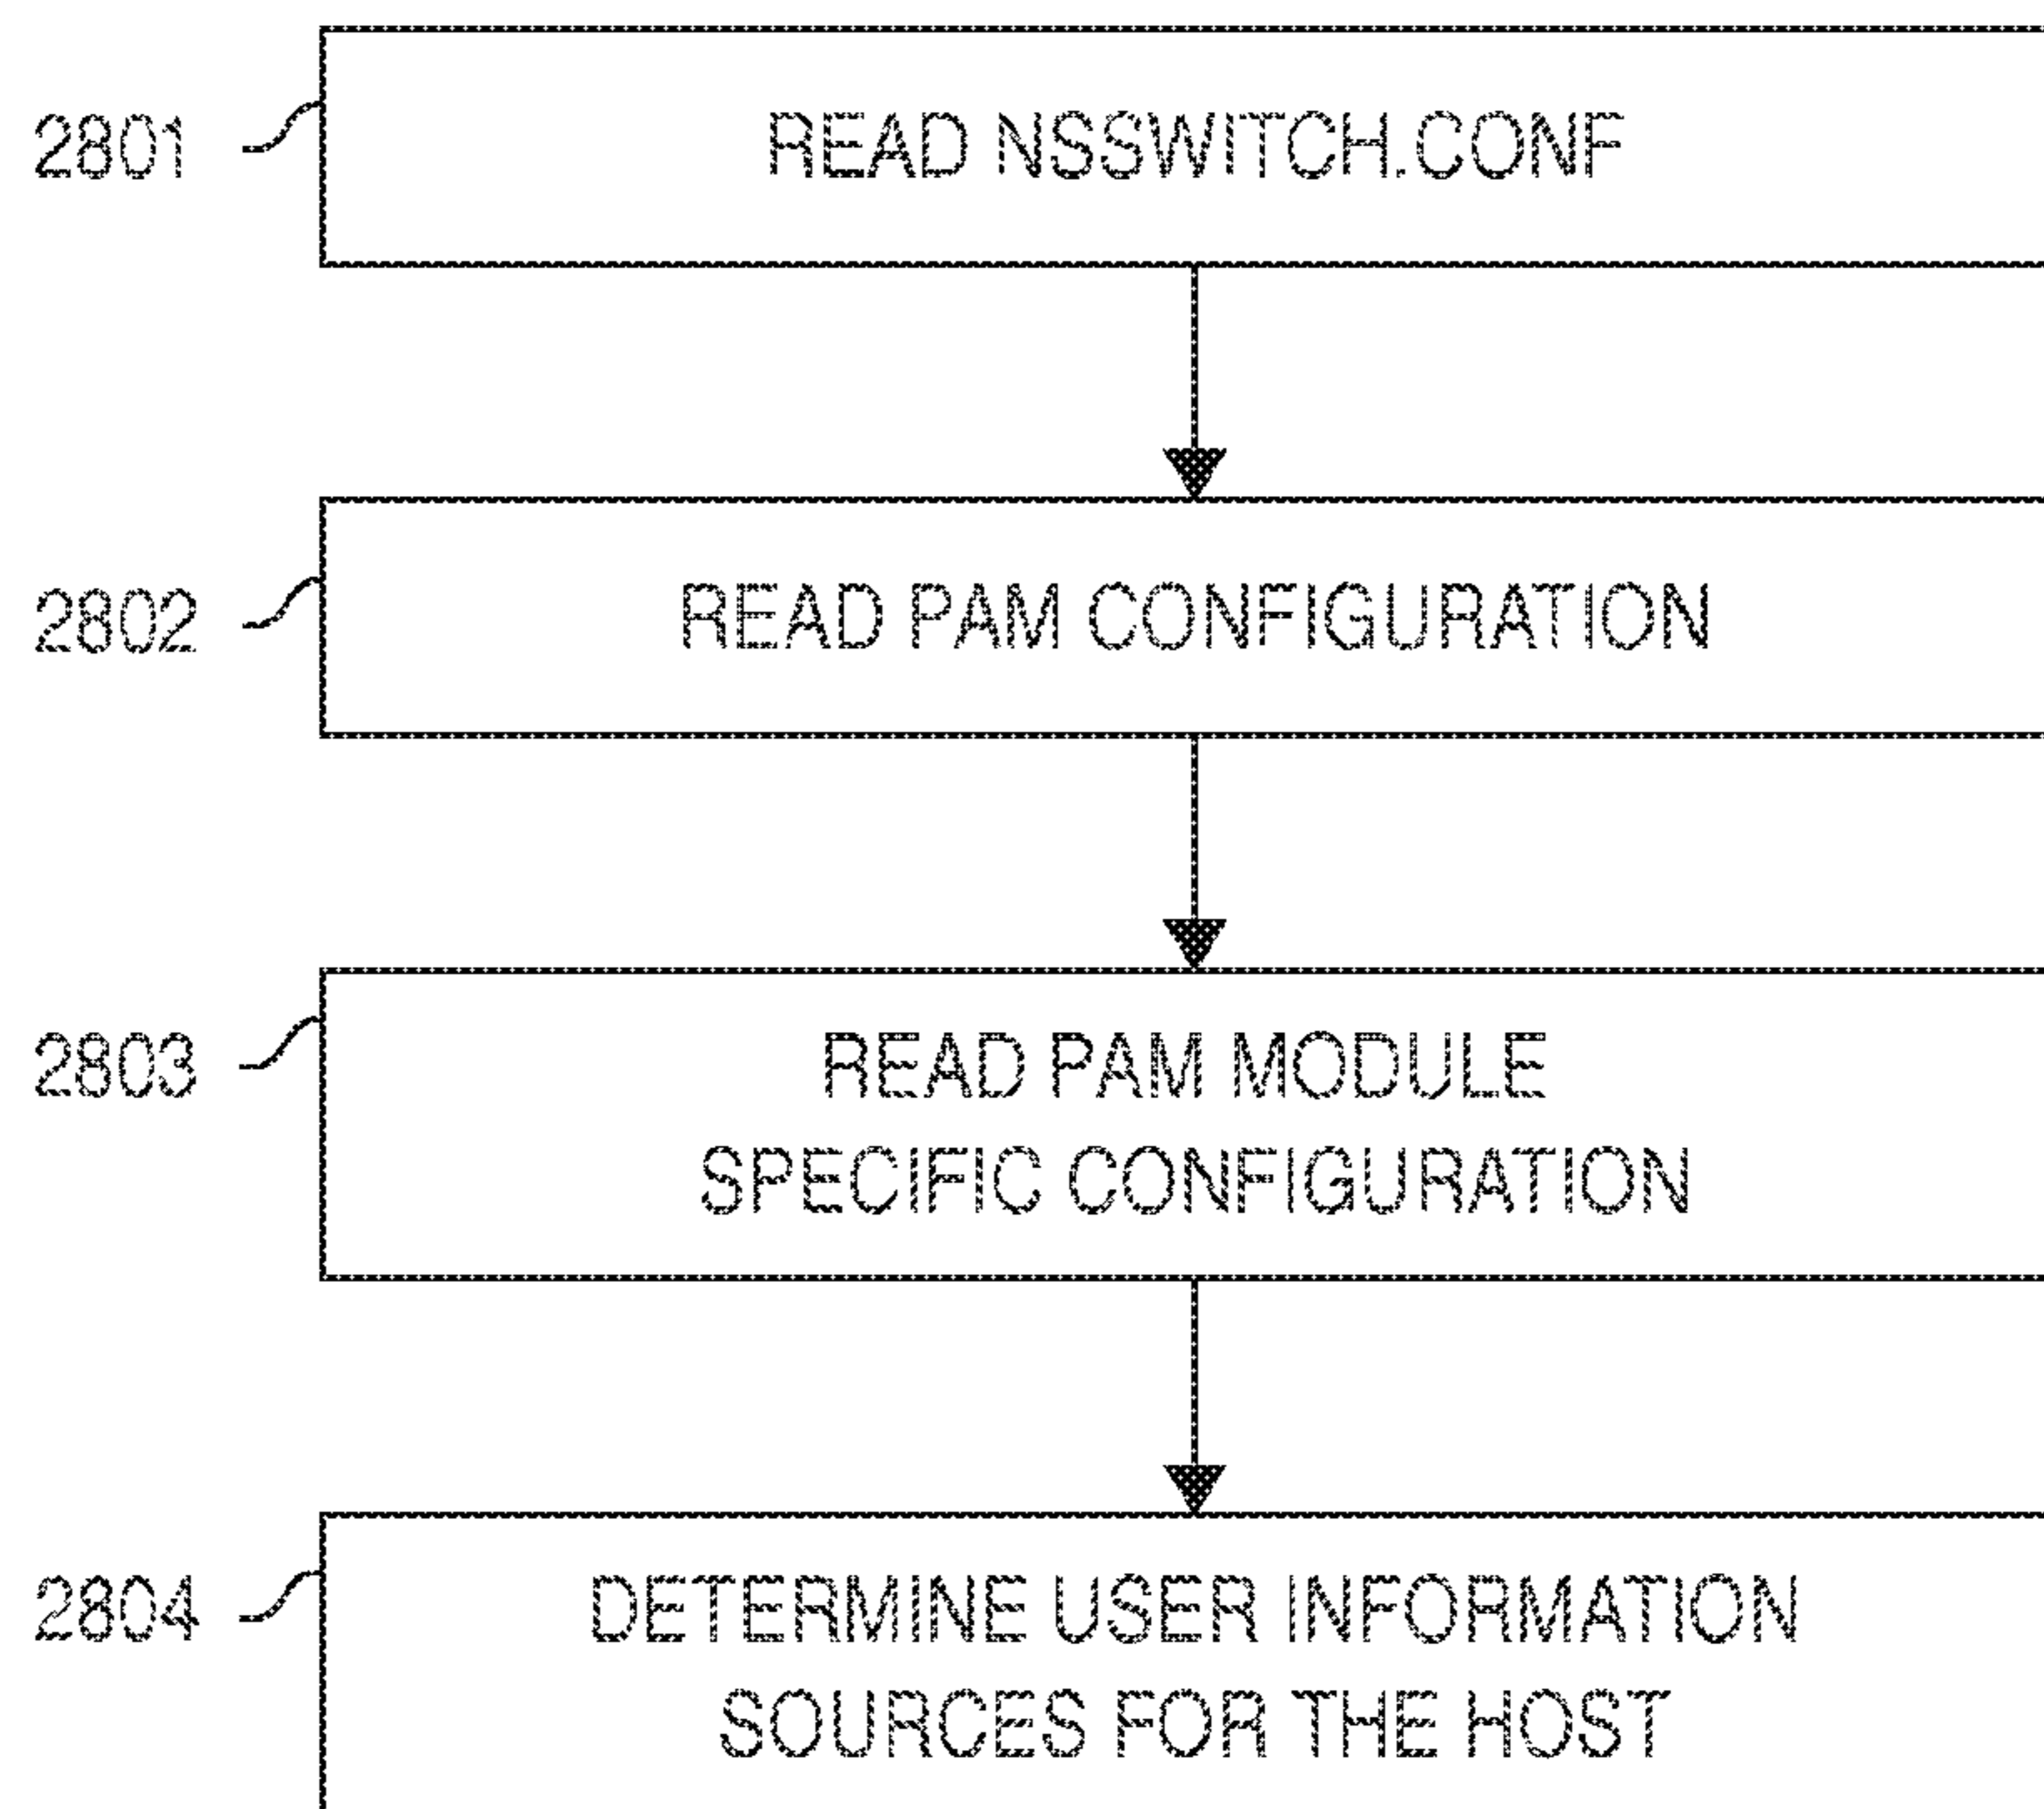 2801
READ NSSWITCH.CONF
2802
READ PAM CONFIGURATION
2803
READ PAM MODULE
SPECIFIC CONFIGURATION
2804
DETERMINE USER INFORMATION
SOURCES FOR THE HOST